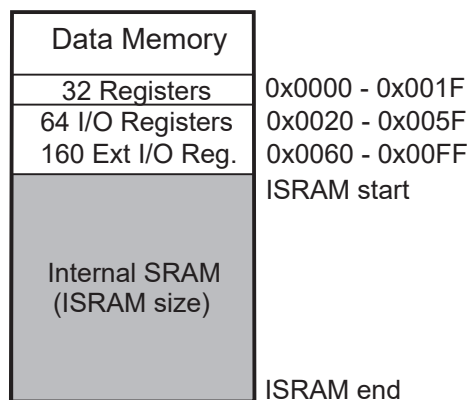 Data Memory
32 Registers 0x0000 - 0x001F
64 I/O Registers 0x0020 - 0x005F
160 Ext I/O Reg. 0x0060 - 0x00FF
ISRAM start
Internal SRAM
(ISRAM size)
ISRAM end